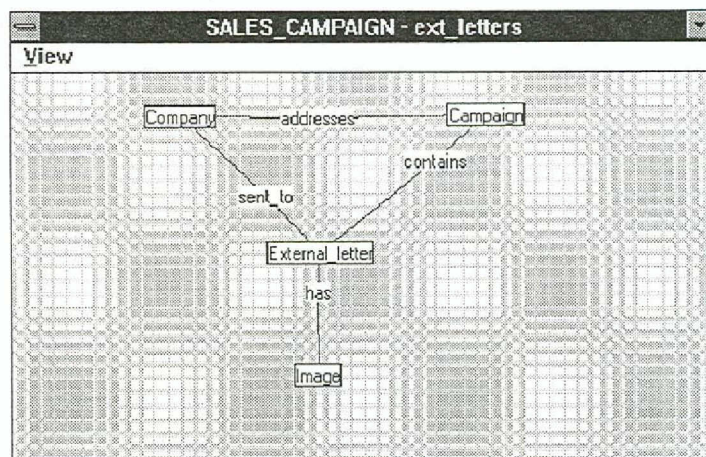 SALES_CAMPAIGN - ext_letters
View
Company
addresses
Campaign
contains
sent_to
External_letter
has
Image